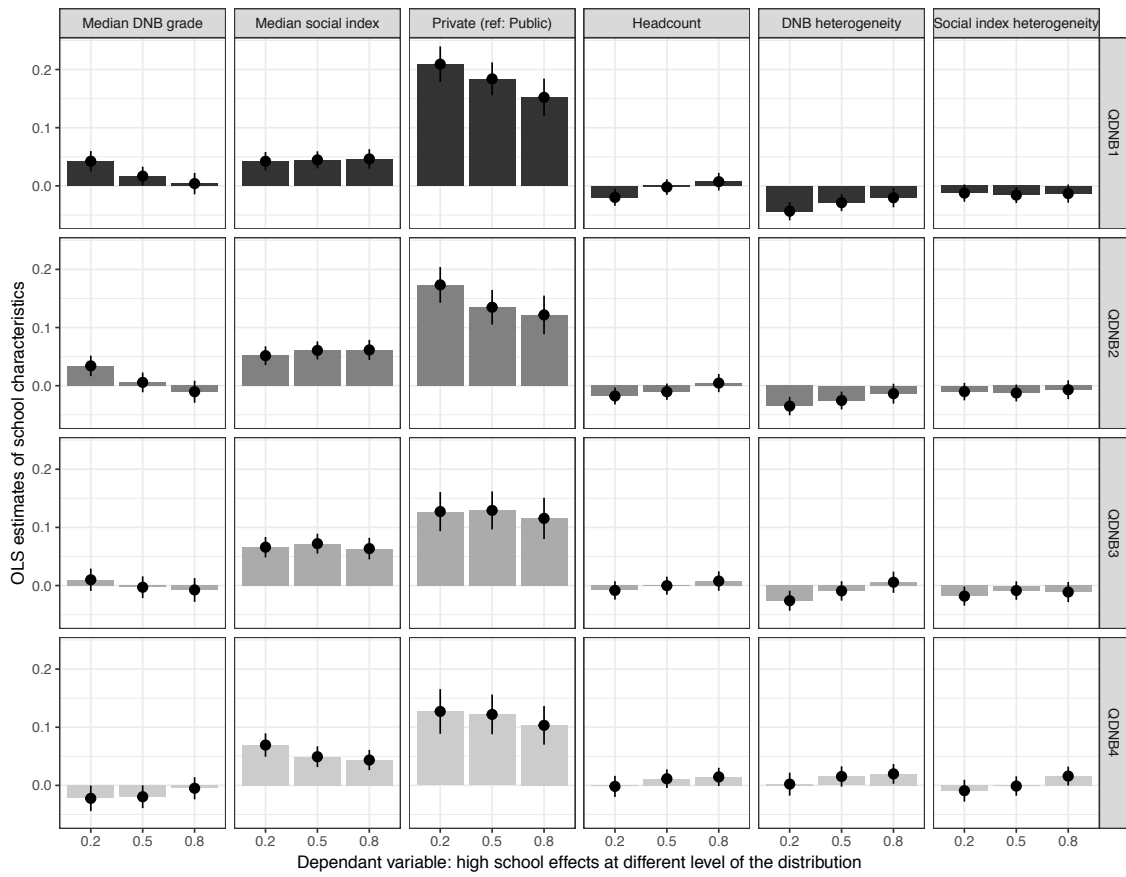 Median DNB grade
Median social index
Private (ref: Public)
Headcount
DNB heterogeneity
Social index heterogeneity
OLS estimates of school characteristics
0.2
0.1
0.0
QDNB1
0.2
0.1
0.0
QDNB2
0.2
0.1
0.0
QDNB3
0.2
0.1
0.0
QDNB4
0.2 0.5 0.8
0.2 0.5 0.8
0.2 0.5 0.8
0.2 0.5 0.8
0.2 0.5 0.8
0.2 0.5 0.8
Dependant variable: high school effects at different level of the distribution